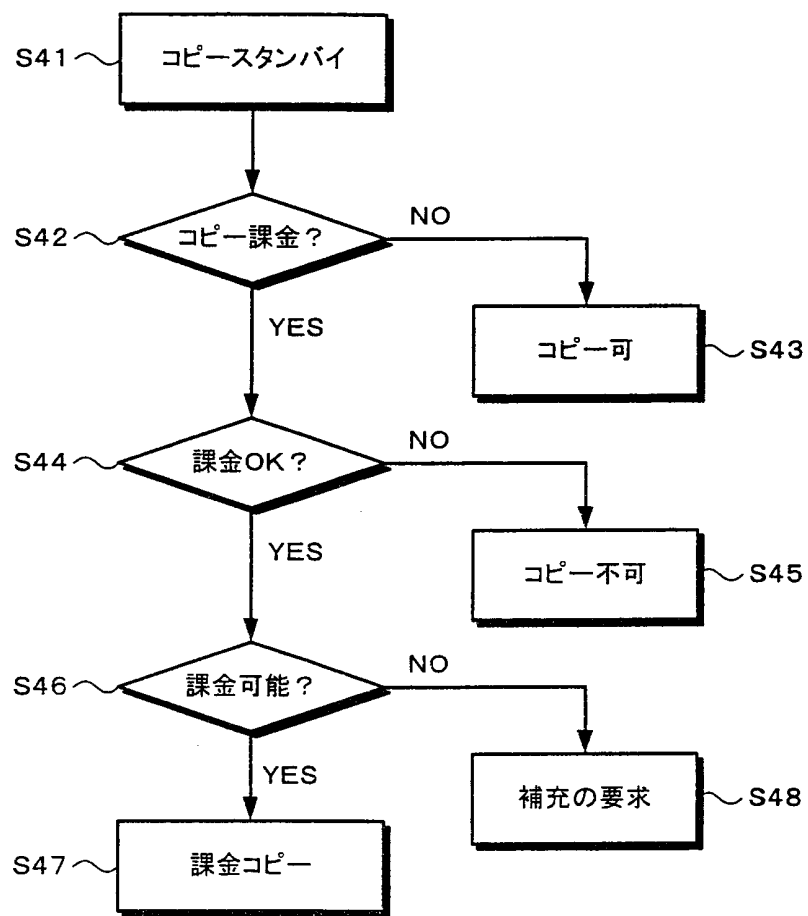 S41
コピースタンバイ
S42
コピー課金？
NO
YES
コピー可
S43
S44
課金OK？
NO
YES
コピー不可
S45
S46
課金可能？
NO
YES
補充の要求
S48
S47
課金コピー